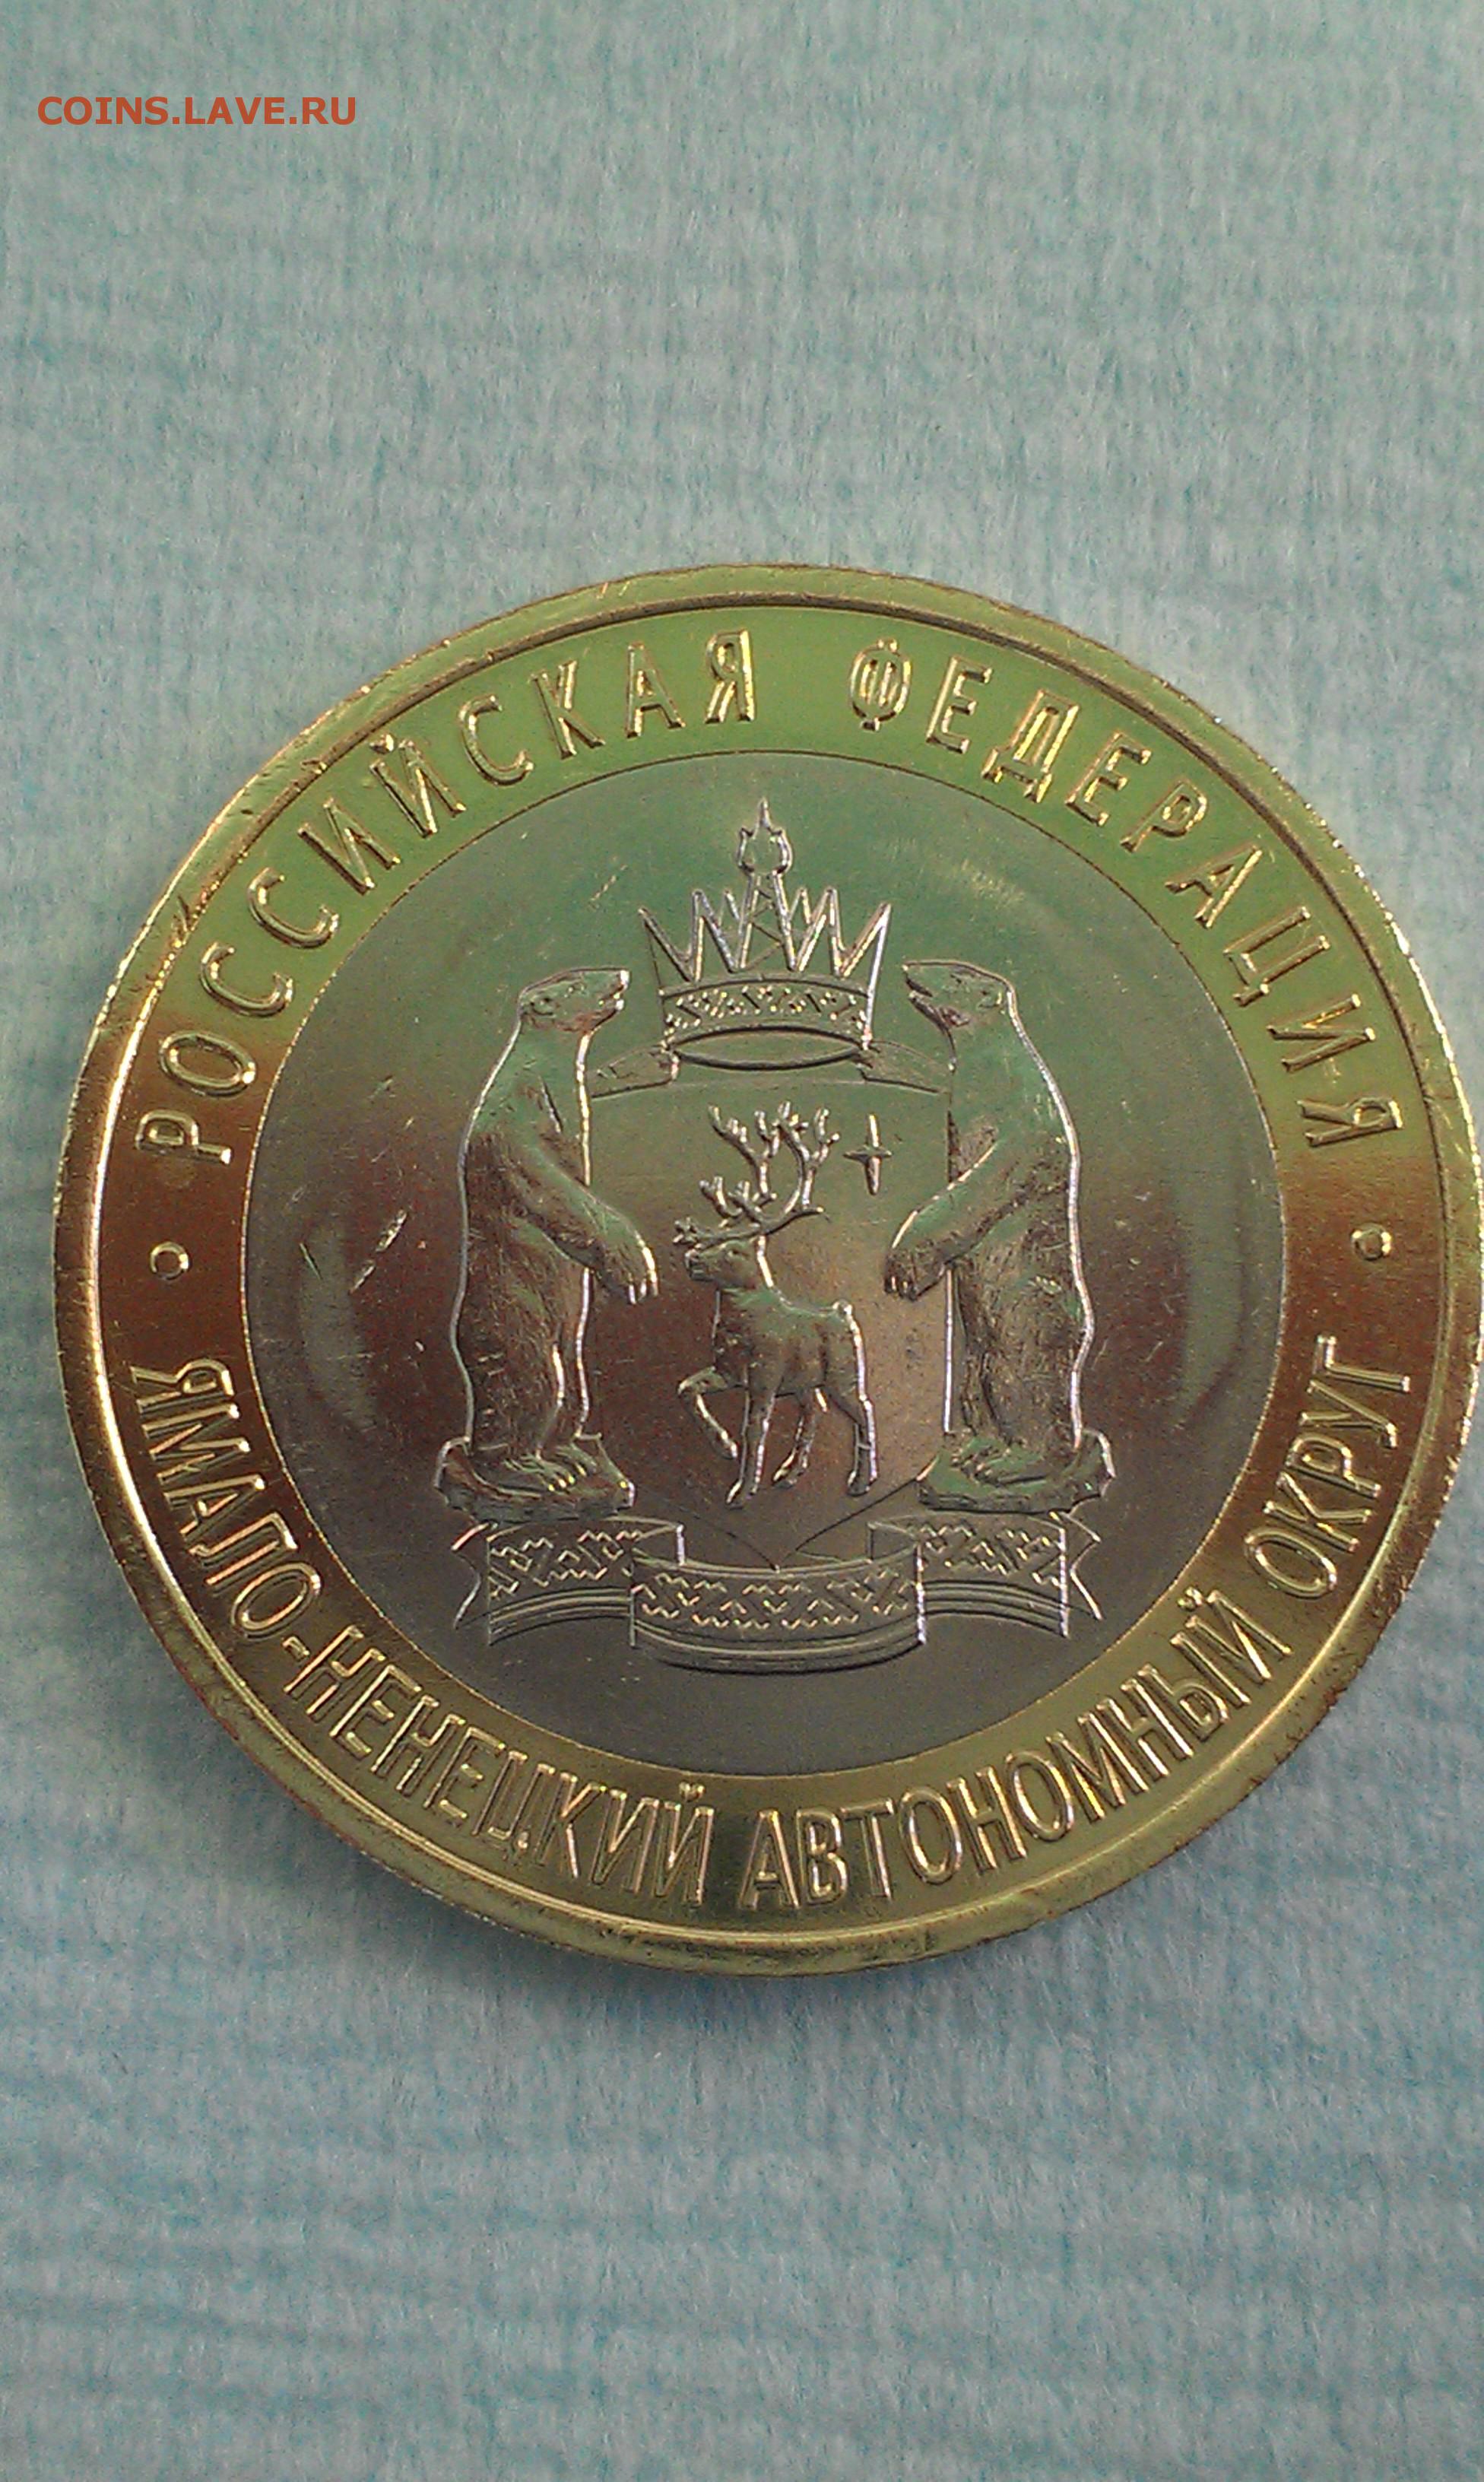 COINS.LAVE.RU
РОССИЙСКАЯ ФЕДЕРАЦИЯ
ЯМАЛО-НЕНЕЦКИЙ АВТОНОМНЫЙ ОКРУГ